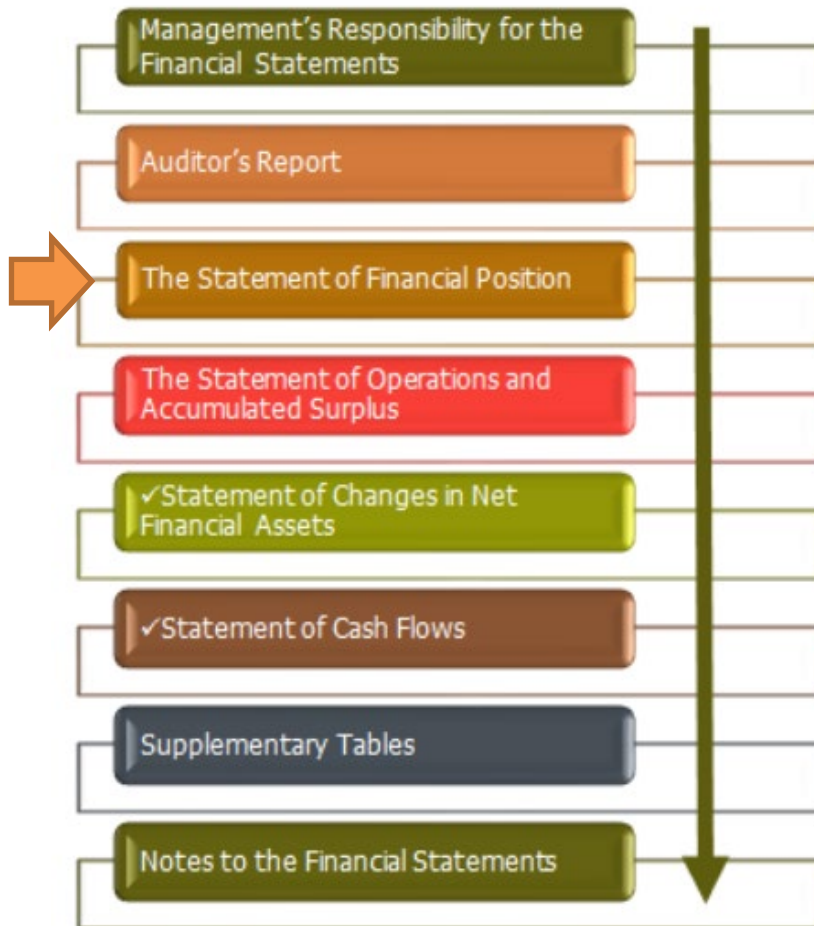 Management’s Responsibility for the
Financial Statements
Auditor’s Report
The Statement of Financial Position
The Statement of Operations and
Accumulated Surplus
✓Statement of Changes in Net
Financial Assets
✓Statement of Cash Flows
Supplementary Tables
Notes to the Financial Statements